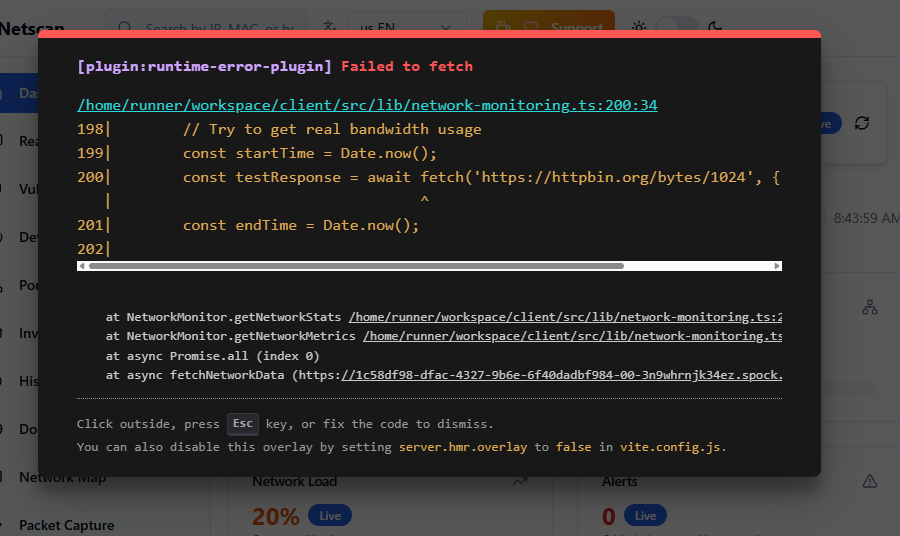 Netscan
Search by IP, MAC, or
us EN
Support
[plugin:runtime-error-plugin] Failed to fetch
/home/runner/workspace/client/src/lib/network-monitoring.ts:200:34
198|        // Try to get real bandwidth usage
199|        const startTime = Date.now();
200|        const testResponse = await fetch('https://httpbin.org/bytes/1024', {
|                                   ^
201|        const endTime = Date.now();
202|
at NetworkMonitor.getNetworkStats /home/runner/workspace/client/src/lib/network-monitoring.ts:2
at NetworkMonitor.getNetworkMetrics /home/runner/workspace/client/src/lib/network-monitoring.ts
at async Promise.all (index 0)
at async fetchNetworkData (https://1c58df98-dfac-4327-9b6e-6f40dadbf984-00-3n9whrnjk34ez.spock.
Click outside, press Esc key, or fix the code to dismiss.
You can also disable this overlay by setting server.hmr.overlay to false in vite.config.js.
Das
Rea
Vul
Dev
Por
Inv
His
Do
Network Map
Packet Capture
ve
8:43:59 AM
Network Load
20% Live
Alerts
0 Live